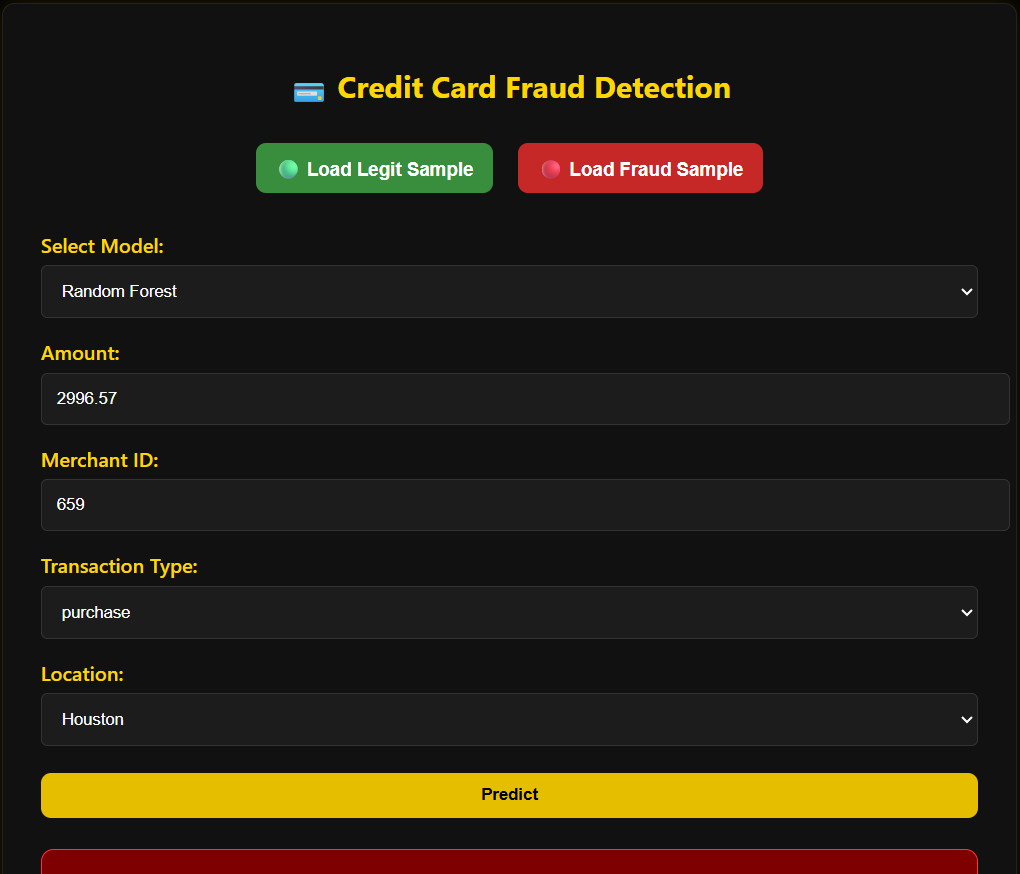 Credit Card Fraud Detection
Load Legit Sample
Load Fraud Sample
Select Model:
Random Forest
Amount:
2996.57
Merchant ID:
659
Transaction Type:
purchase
Location:
Houston
Predict